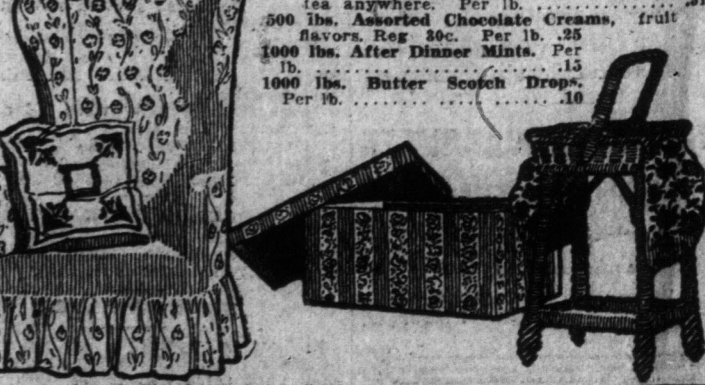 tea anywhere. Per lb. ..................
500 lbs. Assorted Chocolate Creams, fruit
flavors. Reg 30c. Per lb. .25
1000 lbs. After Dinner Mints. Per
lb. .......................... .15
1000 lbs. Butter Scotch Drops.
Per lb. ...................... .10